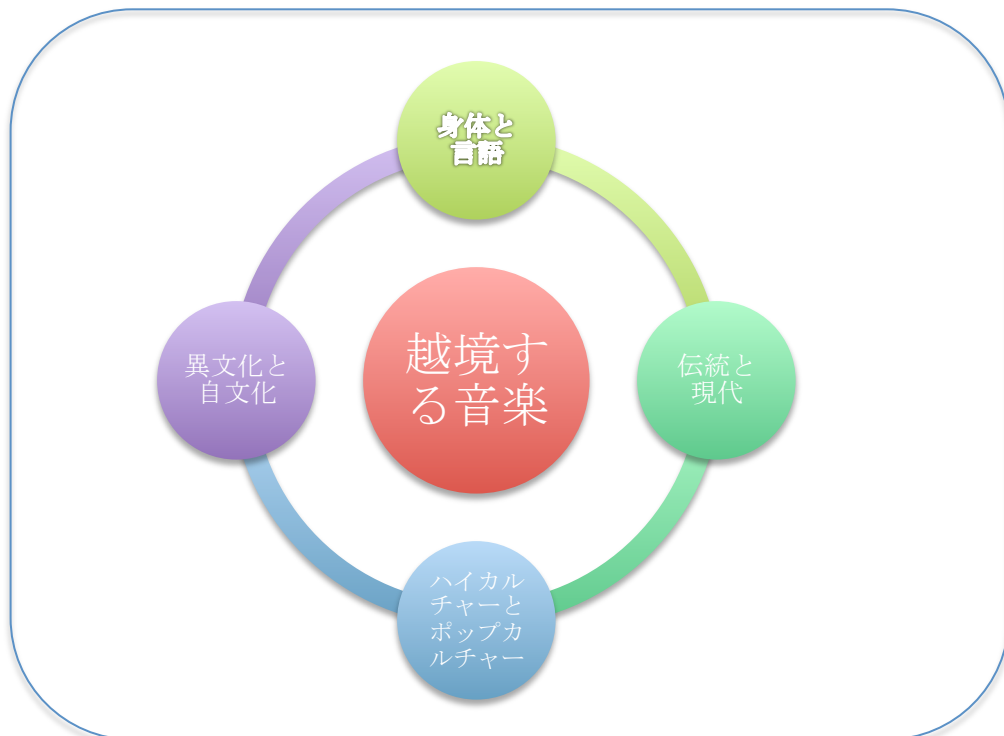 身体と
言語
異文化と
自文化
越境す
る音楽
伝統と
現代
ハイカル
チャーと
ポップカ
ルチャー